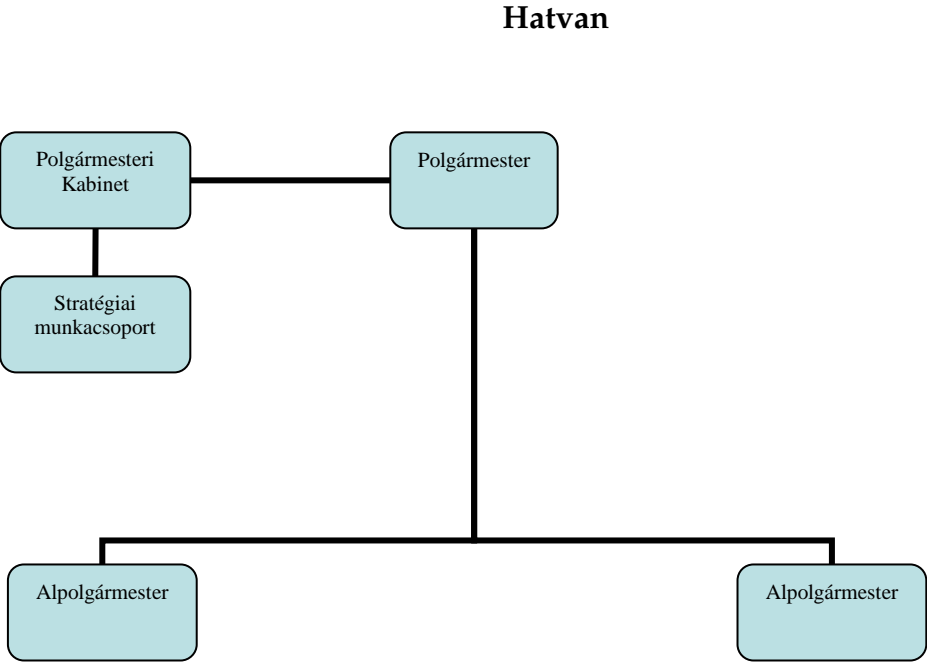 Hatvan
Polgármesteri
Kabinet
Polgármester
Stratégiai
munkacsoport
Alpolgármester
Alpolgármester